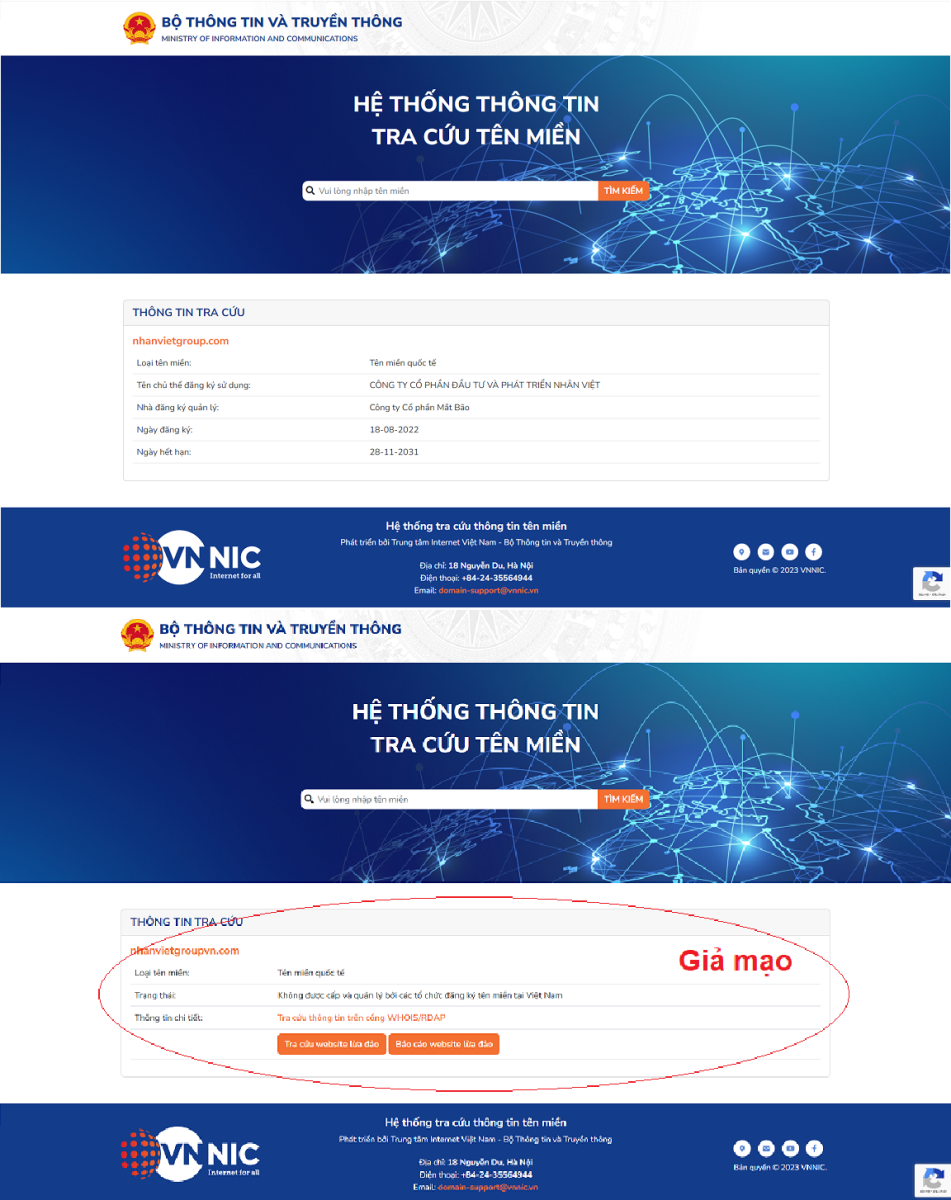 BỘ THÔNG TIN VÀ TRUYỀN THÔNG
MINISTRY OF INFORMATION AND COMMUNICATIONS
HỆ THỐNG THÔNG TIN
TRA CỨU TÊN MIỀN
Vui lòng nhập tên miền TÌM KIẾM
THÔNG TIN TRA CỨU
nhanvietgroup.com
Loại tên miền: Tên miền quốc tế
Tên chủ thể đăng ký sử dụng: CÔNG TY CỔ PHẦN ĐẦU TƯ VÀ PHÁT TRIỂN NHÂN VIỆT
Nhà đăng ký quản lý: Công ty Cổ phần Mắt Bão
Ngày đăng ký: 18-08-2022
Ngày hết hạn: 28-11-2031
Hệ thống tra cứu thông tin tên miền
Phát triển bởi Trung tâm Internet Việt Nam - Bộ Thông tin và Truyền thông
VNNIC
Internet for all
Địa chỉ: 18 Nguyễn Du, Hà Nội
Điện thoại: +84-24-35564944
Email: domain-support@vnnic.vn
Bản quyền © 2023 VNNIC.
BỘ THÔNG TIN VÀ TRUYỀN THÔNG
MINISTRY OF INFORMATION AND COMMUNICATIONS
HỆ THỐNG THÔNG TIN
TRA CỨU TÊN MIỀN
Vui lòng nhập tên miền TÌM KIẾM
THÔNG TIN TRA CỨU
nhanvietgroupvn.com
Giả mạo
Loại tên miền: Tên miền quốc tế
Trạng thái: Không được cấp và quản lý bởi các tổ chức đăng ký tên miền tại Việt Nam
Thông tin chi tiết: Tra cứu thông tin trên cổng WHOIS/RDAP
Tra cứu website lừa đảo Báo cáo website lừa đảo
Hệ thống tra cứu thông tin tên miền
Phát triển bởi Trung tâm Internet Việt Nam - Bộ Thông tin và Truyền thông
VNNIC
Internet for all
Địa chỉ: 18 Nguyễn Du, Hà Nội
Điện thoại: +84-24-35564944
Email: domain-support@vnnic.vn
Bản quyền © 2023 VNNIC.